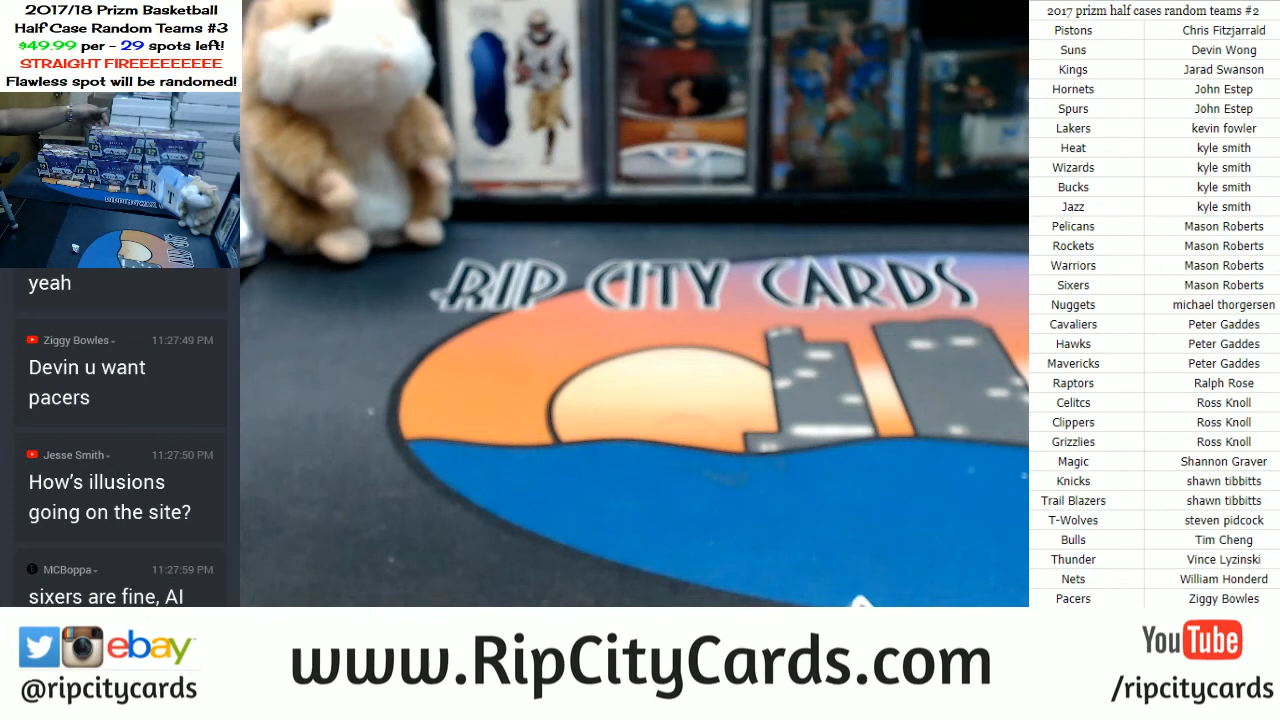 2017/18 Prizm Basketball
Half Case Random Teams #3
$49.99 per - 29 spots left!
STRAIGHT FIREEEEEEEEE
Flawless spot will be randomed!
yeah
Ziggy Bowles 11:27:49 PM
Devin u want
pacers
Jesse Smith 11:27:50 PM
How's illusions
going on the site?
MCBoppa 11:27:59 PM
sixers are fine, AI
RIP CITY CARDS
2017 prizm half cases random teams #2
Pistons Chris Fitzjarrald
Suns Devin Wong
Kings Jarad Swanson
Hornets John Estep
Spurs John Estep
Lakers kevin fowler
Heat kyle smith
Wizards kyle smith
Bucks kyle smith
Jazz kyle smith
Pelicans Mason Roberts
Rockets Mason Roberts
Warriors Mason Roberts
Sixers Mason Roberts
Nuggets michael thorgersen
Cavaliers Peter Gaddes
Hawks Peter Gaddes
Mavericks Peter Gaddes
Raptors Ralph Rose
Celitcs Ross Knoll
Clippers Ross Knoll
Grizzlies Ross Knoll
Magic Shannon Graver
Knicks shawn tibbitts
Trail Blazers shawn tibbitts
T-Wolves steven pidcock
Bulls Tim Cheng
Thunder Vince Lyzinski
Nets William Honderd
Pacers Ziggy Bowles
ebay
@ripcitycards
www.RipCityCards.com
YouTube
/ripcitycards